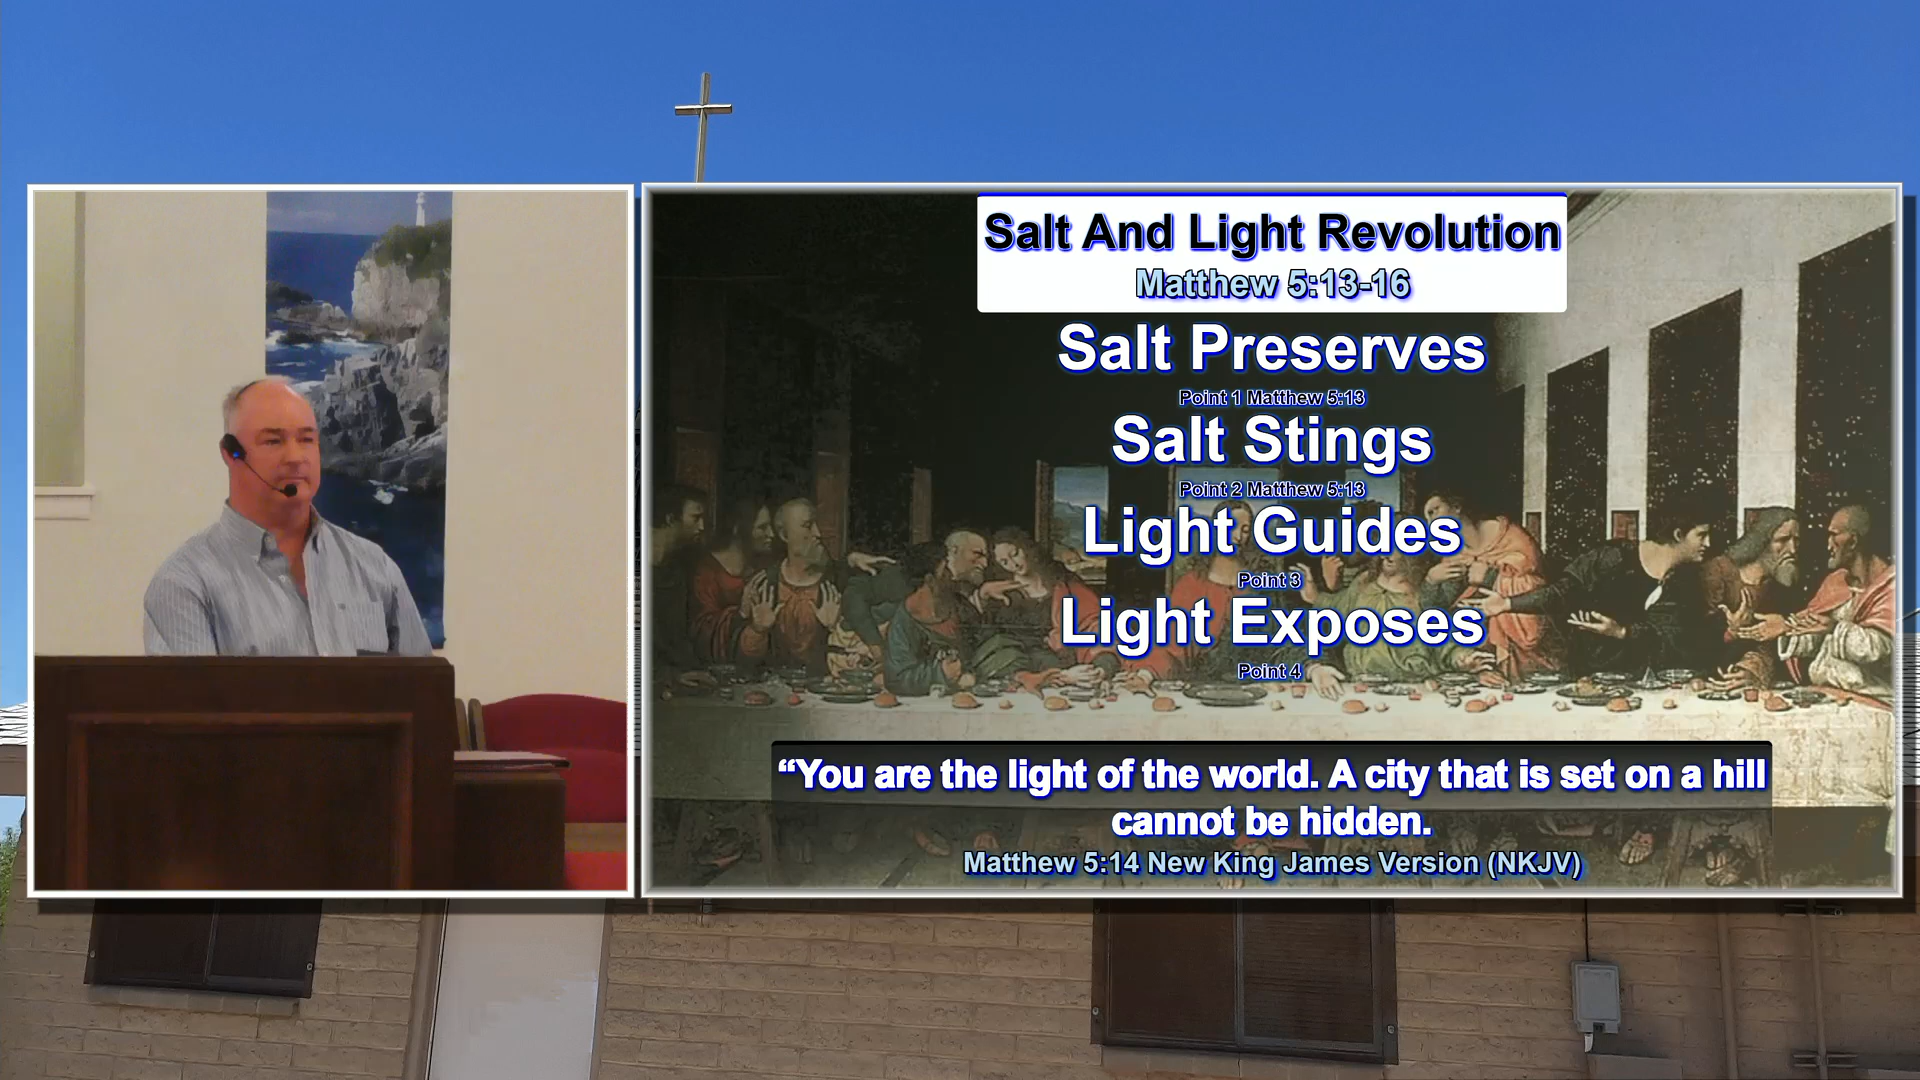 Salt And Light Revolution
Matthew 5:13-16
Salt Preserves
Point 1 Matthew 5:13
Salt Stings
Point 2 Matthew 5:13
Light Guides
Point 3
Light Exposes
Point 4
“You are the light of the world. A city that is set on a hill
cannot be hidden.
Matthew 5:14 New King James Version (NKJV)